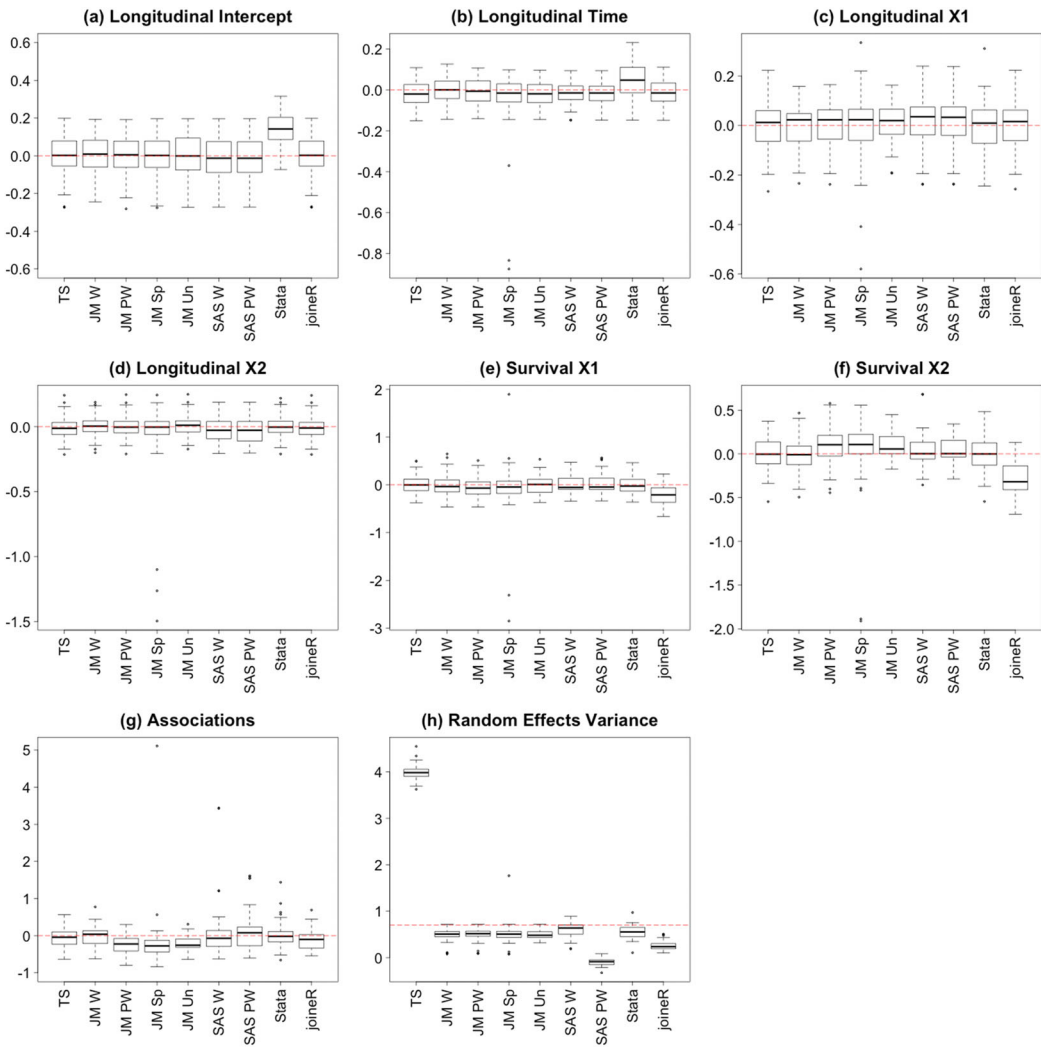 (a) Longitudinal Intercept
0.6
0.4
0.2
0.0
-0.2
-0.4
-0.6
TS
JM W
JM PW
JM Sp
JM Un
SAS W
SAS PW
Stata
joineR
(b) Longitudinal Time
0.2
0.0
-0.2
-0.4
-0.6
-0.8
TS
JM W
JM PW
JM Sp
JM Un
SAS W
SAS PW
Stata
joineR
(c) Longitudinal X1
0.2
0.0
-0.2
-0.4
-0.6
TS
JM W
JM PW
JM Sp
JM Un
SAS W
SAS PW
Stata
joineR
(d) Longitudinal X2
0.0
-0.5
-1.0
-1.5
TS
JM W
JM PW
JM Sp
JM Un
SAS W
SAS PW
Stata
joineR
(e) Survival X1
2
1
0
-1
-2
-3
TS
JM W
JM PW
JM Sp
JM Un
SAS W
SAS PW
Stata
joineR
(f) Survival X2
0.5
0.0
-0.5
-1.0
-1.5
-2.0
TS
JM W
JM PW
JM Sp
JM Un
SAS W
SAS PW
Stata
joineR
(g) Associations
5
4
3
2
1
0
-1
TS
JM W
JM PW
JM Sp
JM Un
SAS W
SAS PW
Stata
joineR
(h) Random Effects Variance
4
3
2
1
0
TS
JM W
JM PW
JM Sp
JM Un
SAS W
SAS PW
Stata
joineR